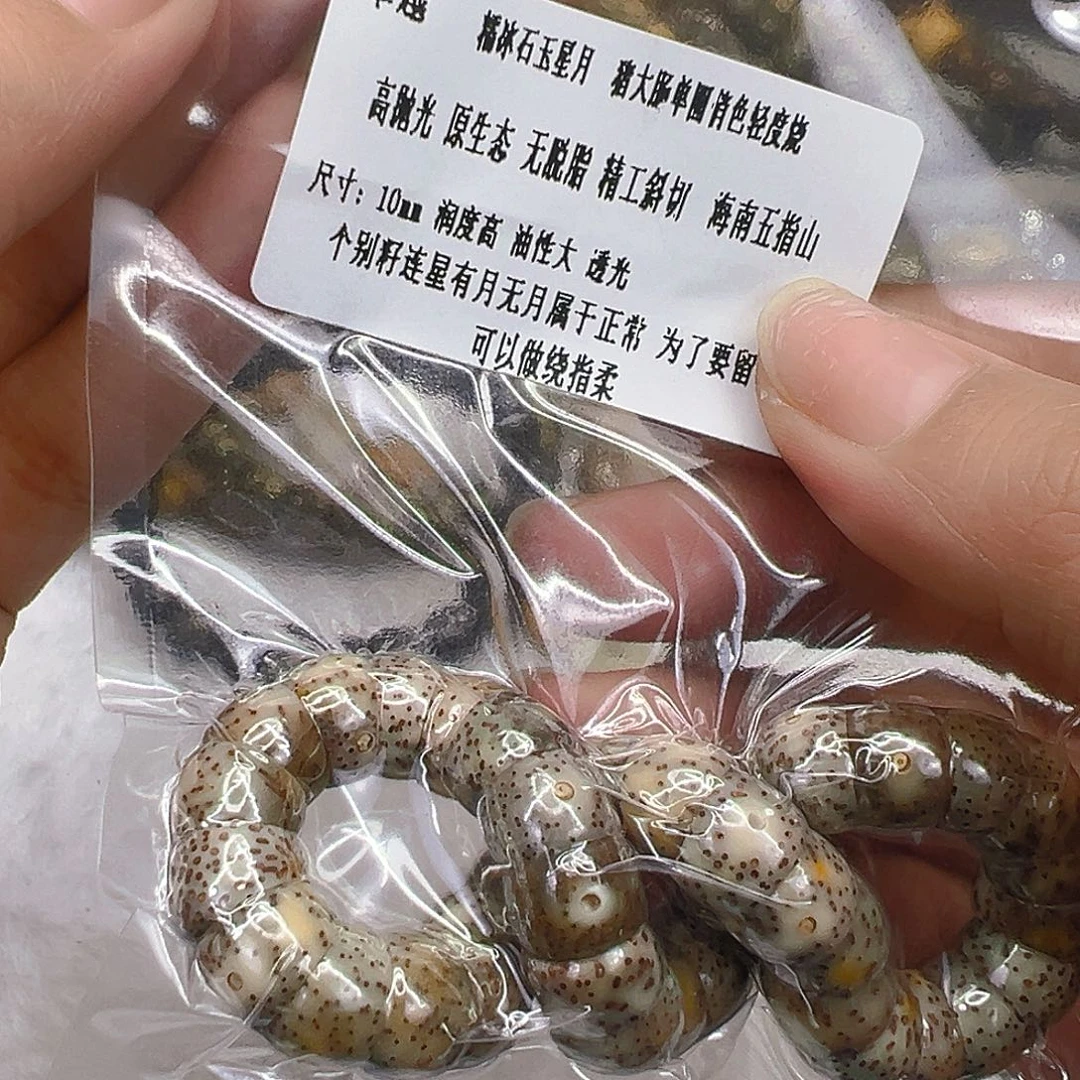 糯冰石玉星月 猪大肠单圈俏色轻度烧
高抛光 原生态 无脱脂 精工斜切 海南五指山
尺寸：10mm 润度高 油性大 透光
个别籽连星有月无月属于正常 为了要留
可以做绕指柔